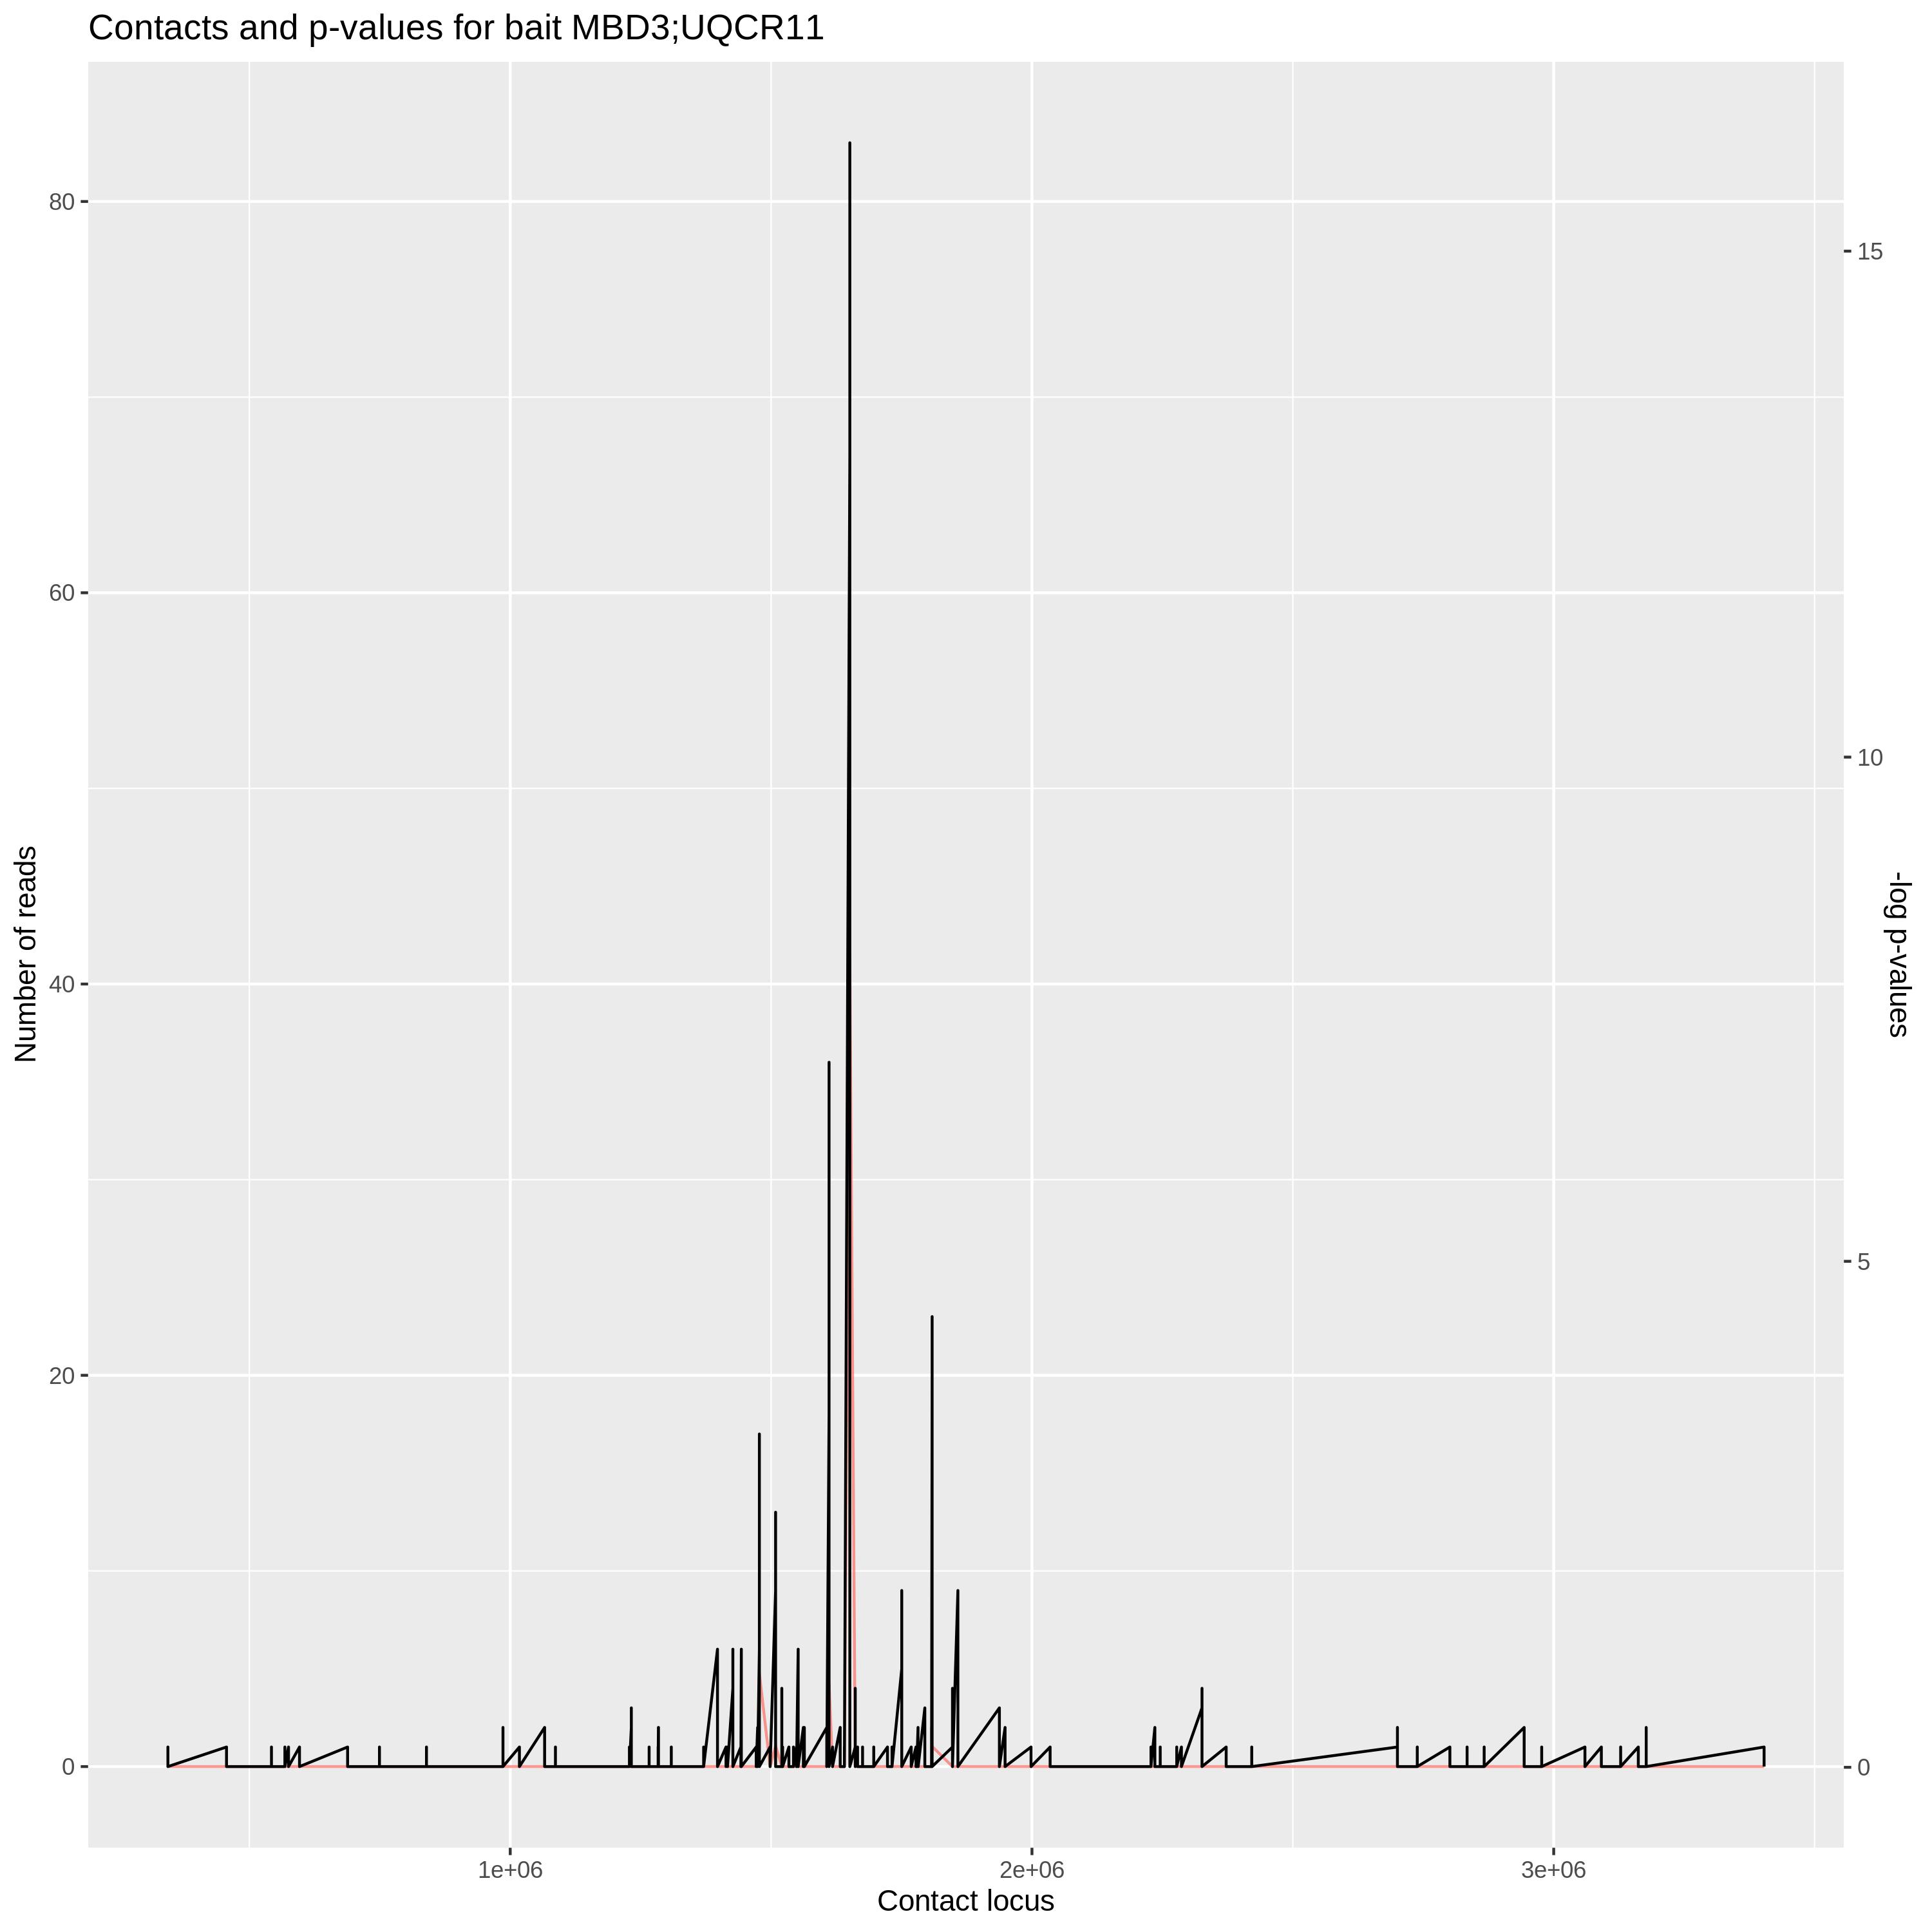 Contacts and p-values for bait MBD3;UQCR11
80
60
40
20
0
Number of reads
15
10
5
0
-log p-values
1e+06
2e+06
3e+06
Contact locus